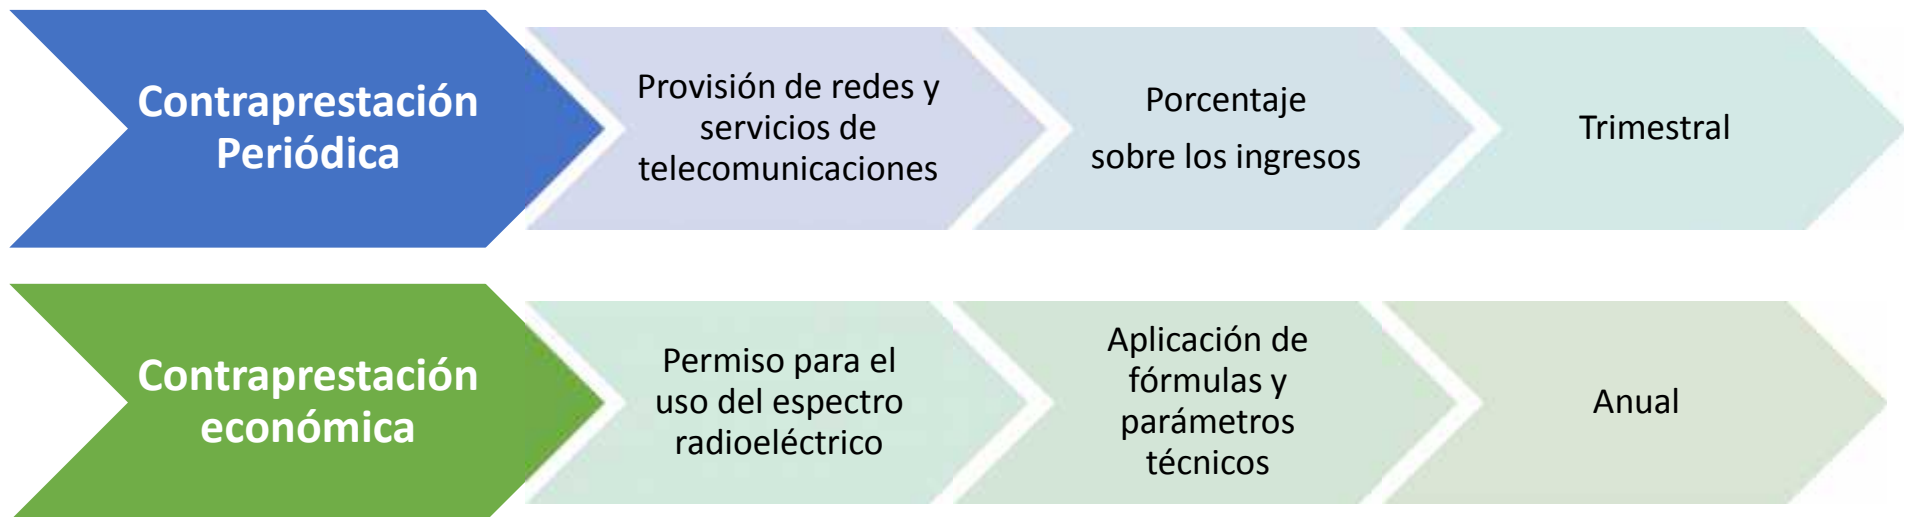 Contraprestación
Periódica
Provisión de redes y
servicios de
telecomunicaciones
Porcentaje
sobre los ingresos
Trimestral
Contraprestación
económica
Permiso para el
uso del espectro
radioeléctrico
Aplicación de
fórmulas y
parámetros
técnicos
Anual